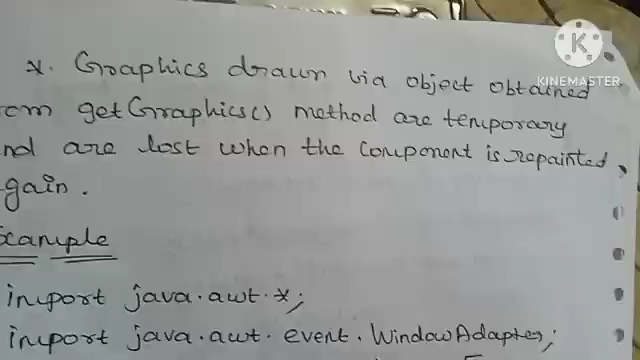 *. Graphics drawn via object obtained
om getGraphics() method are temporary
nd are lost when the component is repainted,
gain.
xample
import java.awt.*;
import java.awt.event.WindowAdapter;
K
KINEMASTER